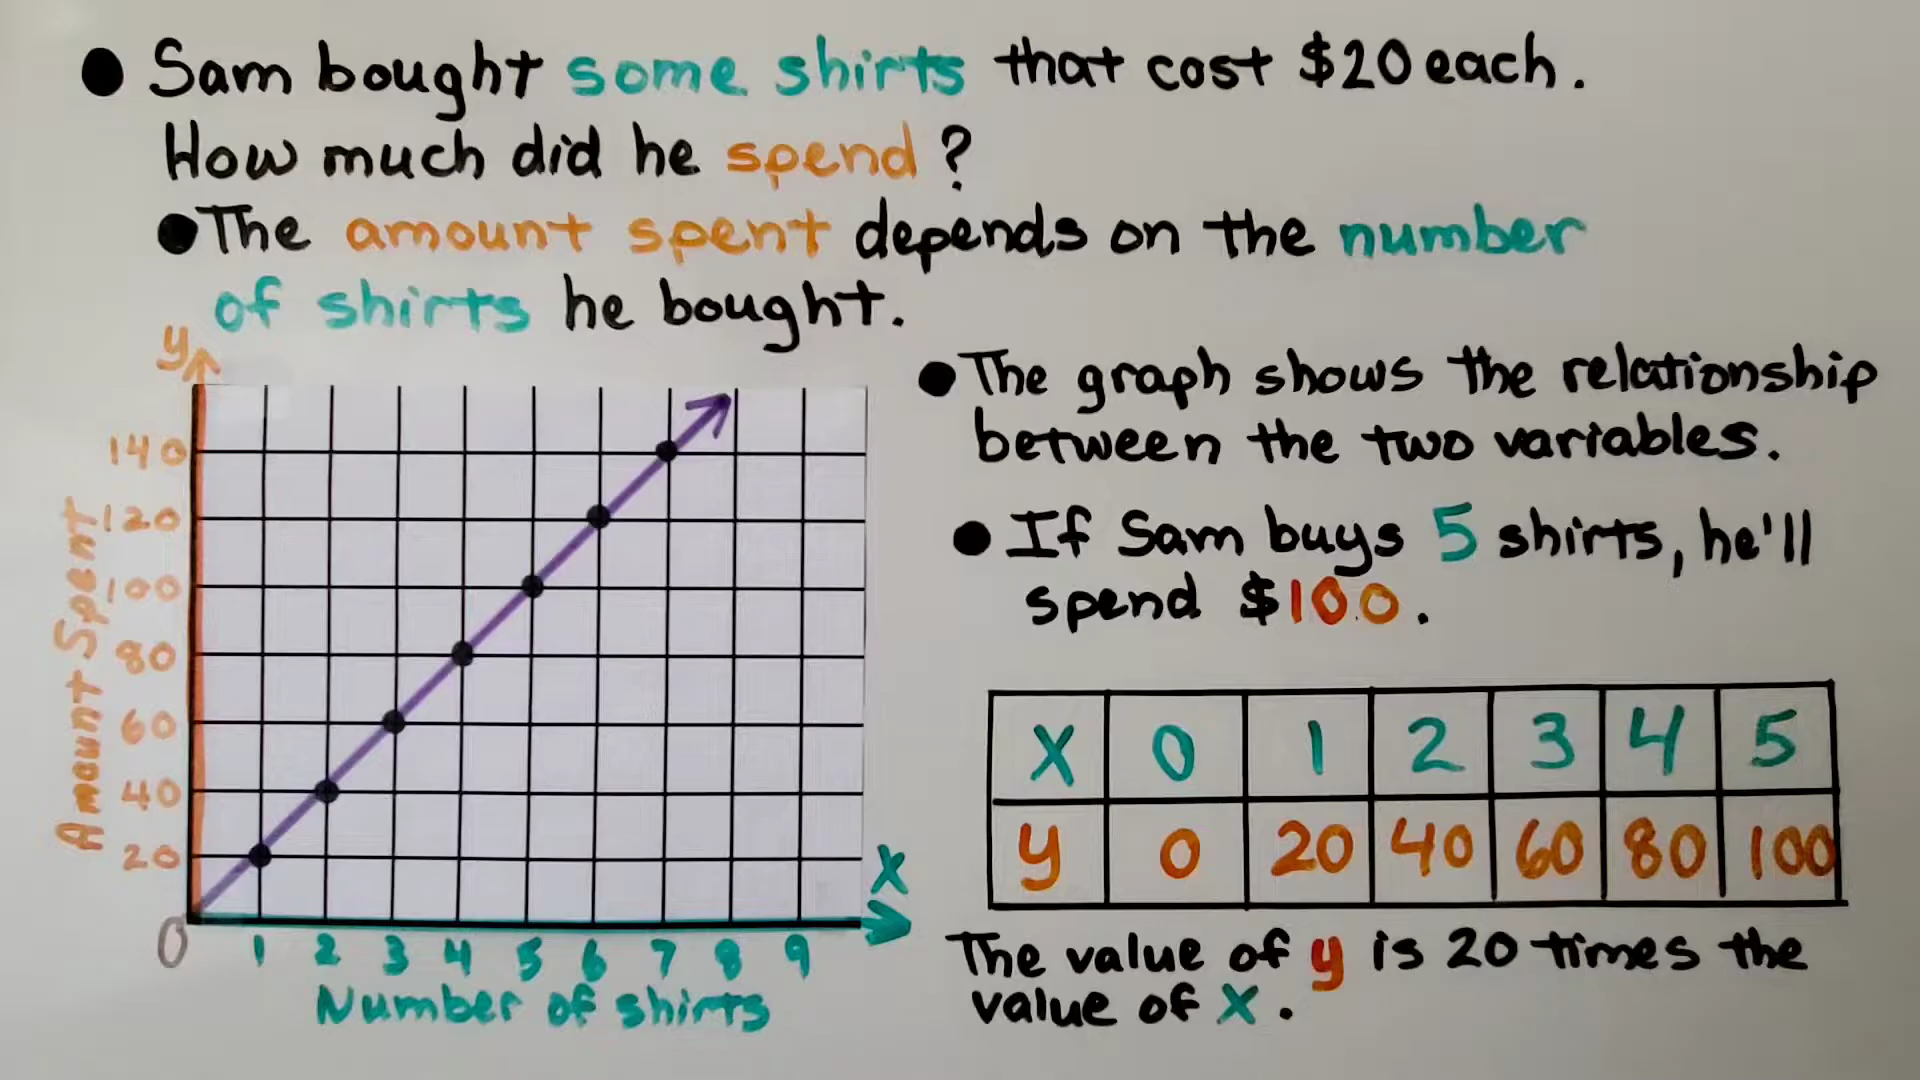 ● Sam bought some shirts that cost $20 each.
How much did he spend?
● The amount spent depends on the number
of shirts he bought.
y
140
120
100
80
60
40
20
0
Amount Spent
1 2 3 4 5 6 7 8 9
x
Number of shirts
● The graph shows the relationship
between the two variables.
● If Sam buys 5 shirts, he'll
spend $100.
x 0 1 2 3 4 5
y 0 20 40 60 80 100
The value of y is 20 times the
value of x.